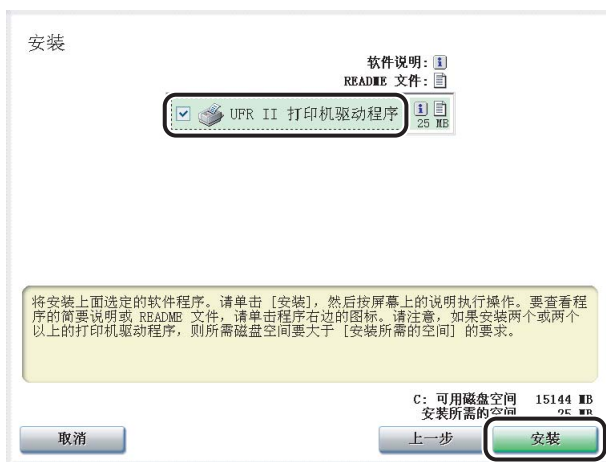 安装
软件说明:
README 文件:
UFR II 打印机驱动程序
25 MB
将安装上面选定的软件程序。请单击 [安装]，然后按屏幕上的说明执行操作。要查看程
序的简要说明或 README 文件，请单击程序右边的图标。请注意，如果安装两个或两个
以上的打印机驱动程序，则所需磁盘空间要大于 [安装所需的空间] 的要求。
C: 可用磁盘空间 15144 MB
安装所需的空间 25 MB
取消
上一步
安装